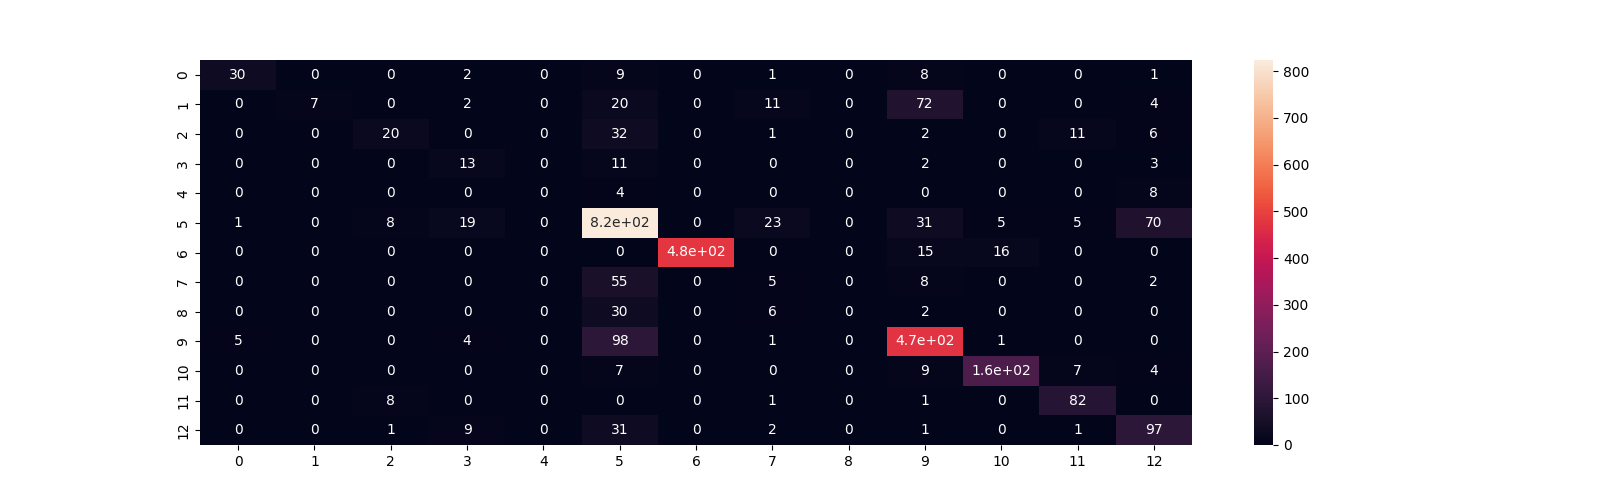 0 30 0 0 2 0 9 0 1 0 8 0 0 1
1 0 7 0 2 0 20 0 11 0 72 0 0 4
2 0 0 20 0 0 32 0 1 0 2 0 11 6
3 0 0 0 13 0 11 0 0 0 2 0 0 3
4 0 0 0 0 0 4 0 0 0 0 0 0 8
5 1 0 8 19 0 8.2e+02 0 23 0 31 5 5 70
6 0 0 0 0 0 0 4.8e+02 0 0 15 16 0 0
7 0 0 0 0 0 55 0 5 0 8 0 0 2
8 0 0 0 0 0 30 0 6 0 2 0 0 0
9 5 0 0 4 0 98 0 1 0 4.7e+02 1 0 0
10 0 0 0 0 0 7 0 0 0 9 1.6e+02 7 4
11 0 0 8 0 0 0 0 1 0 1 0 82 0
12 0 0 1 9 0 31 0 2 0 1 0 1 97
0 1 2 3 4 5 6 7 8 9 10 11 12
800
700
600
500
400
300
200
100
0